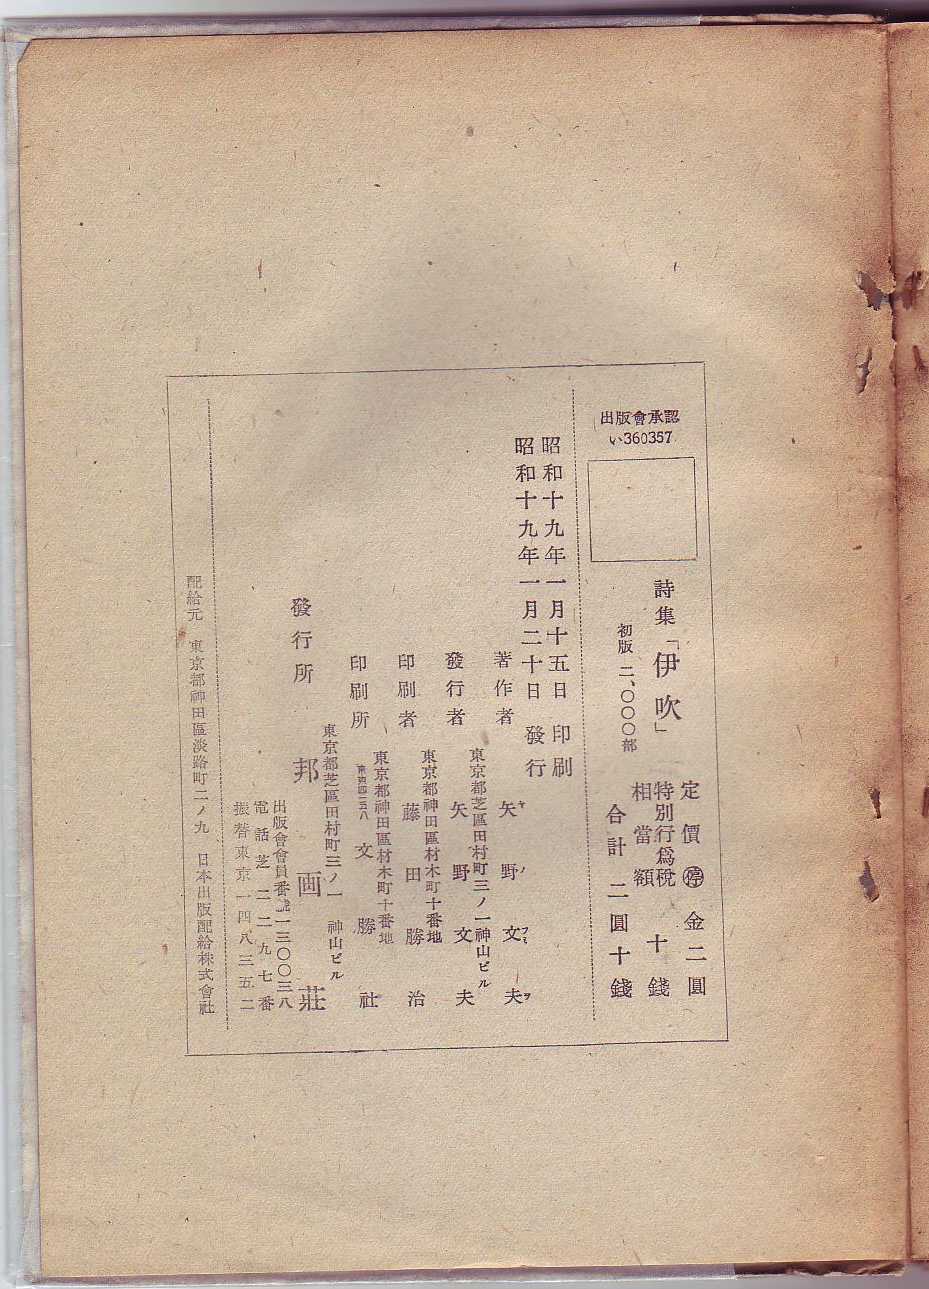 出版會承認
い360357
詩集「伊吹」
初版 二、〇〇〇部
定價 ㊡ 金二圓
特別行爲稅
相當額 十錢
合計 二圓十錢
昭和十九年一月十五日 印刷
昭和十九年一月二十日 發行
著作者 矢野文夫
ヤノフミヲ
東京都芝區田村町三ノ一神山ビル
發行者 矢野文夫
東京都神田區材木町十番地
印刷者 藤田勝治
東京都神田區材木町十番地
印刷所 文勝社
東京都芝區田村町三ノ一 神山ビル
發行所 邦画莊
出版會會員番號一三〇〇三八
電話芝二二九七番
振替東京一四八三五二
配給元 東京都神田區淡路町二ノ九 日本出版配給株式會社